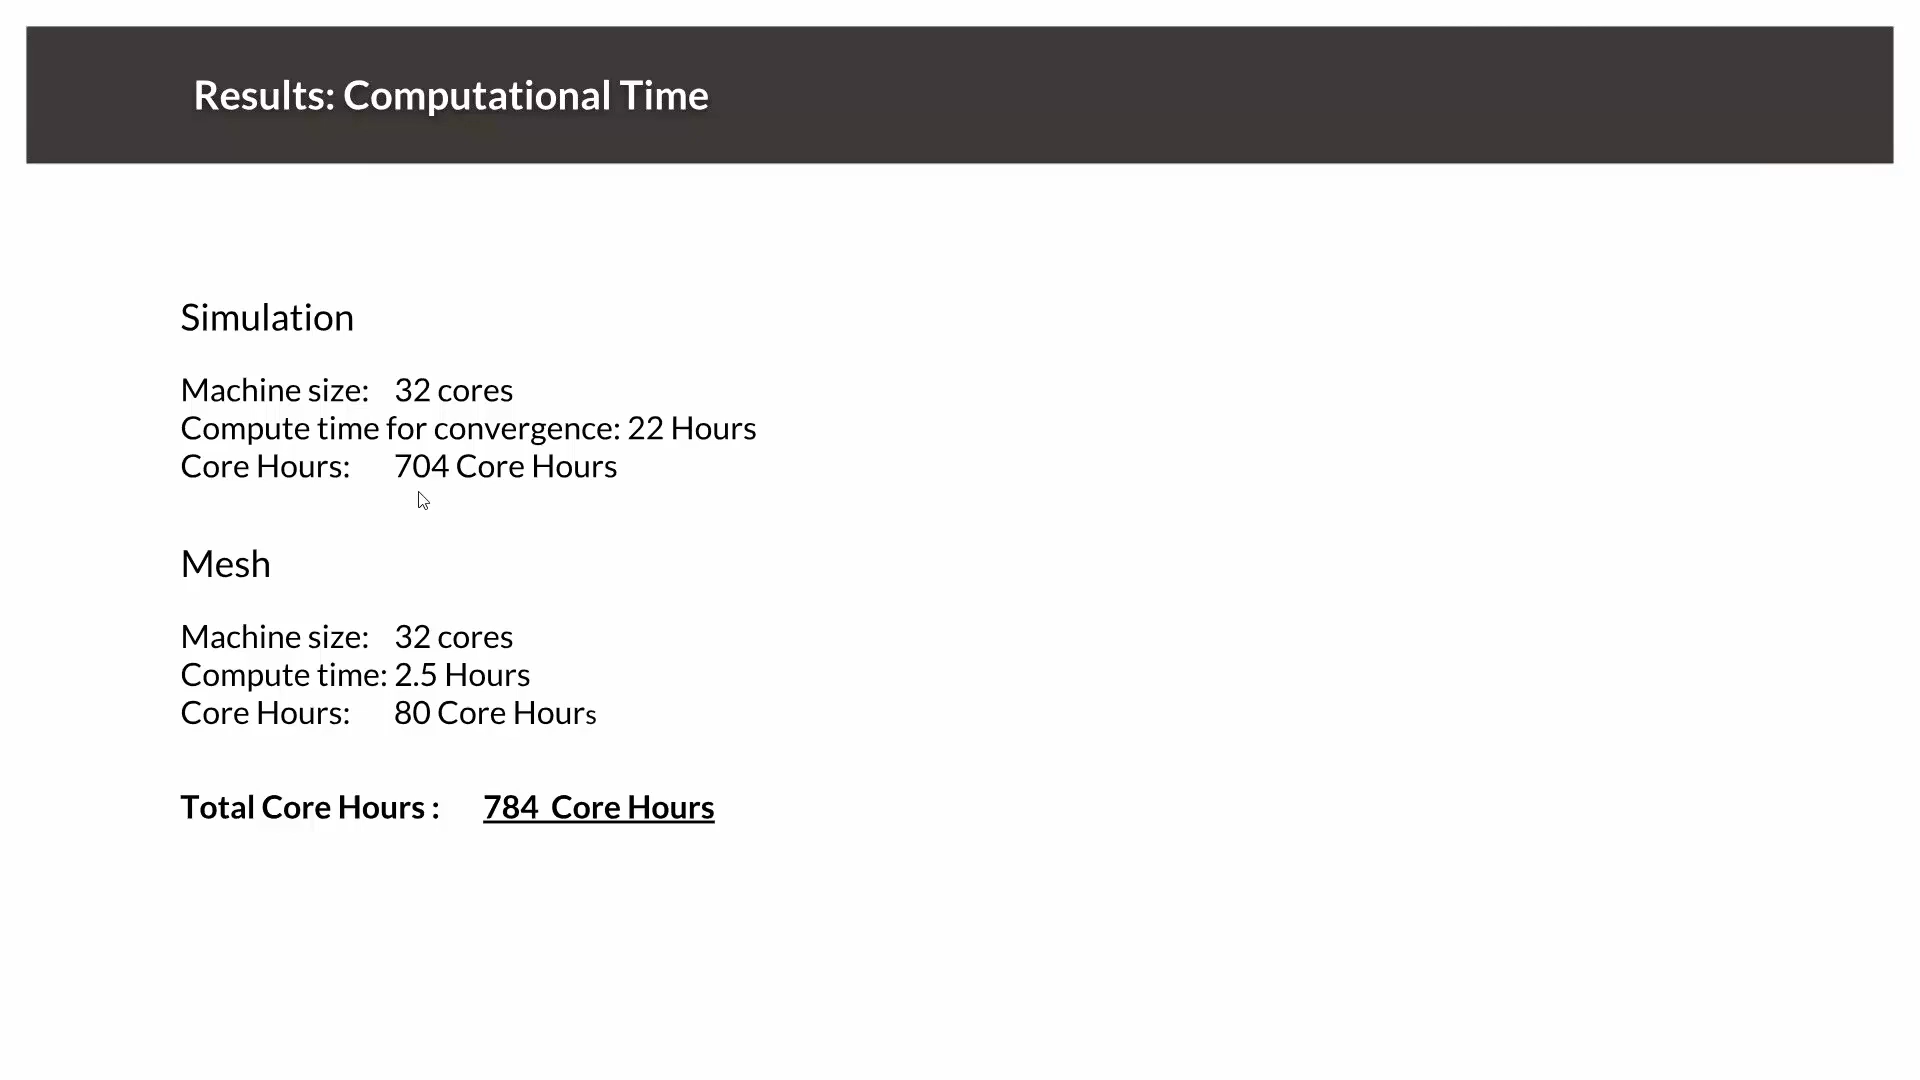 Results: Computational Time
Simulation
Machine size: 32 cores
Compute time for convergence: 22 Hours
Core Hours: 704 Core Hours
Mesh
Machine size: 32 cores
Compute time: 2.5 Hours
Core Hours: 80 Core Hours
Total Core Hours : 784 Core Hours